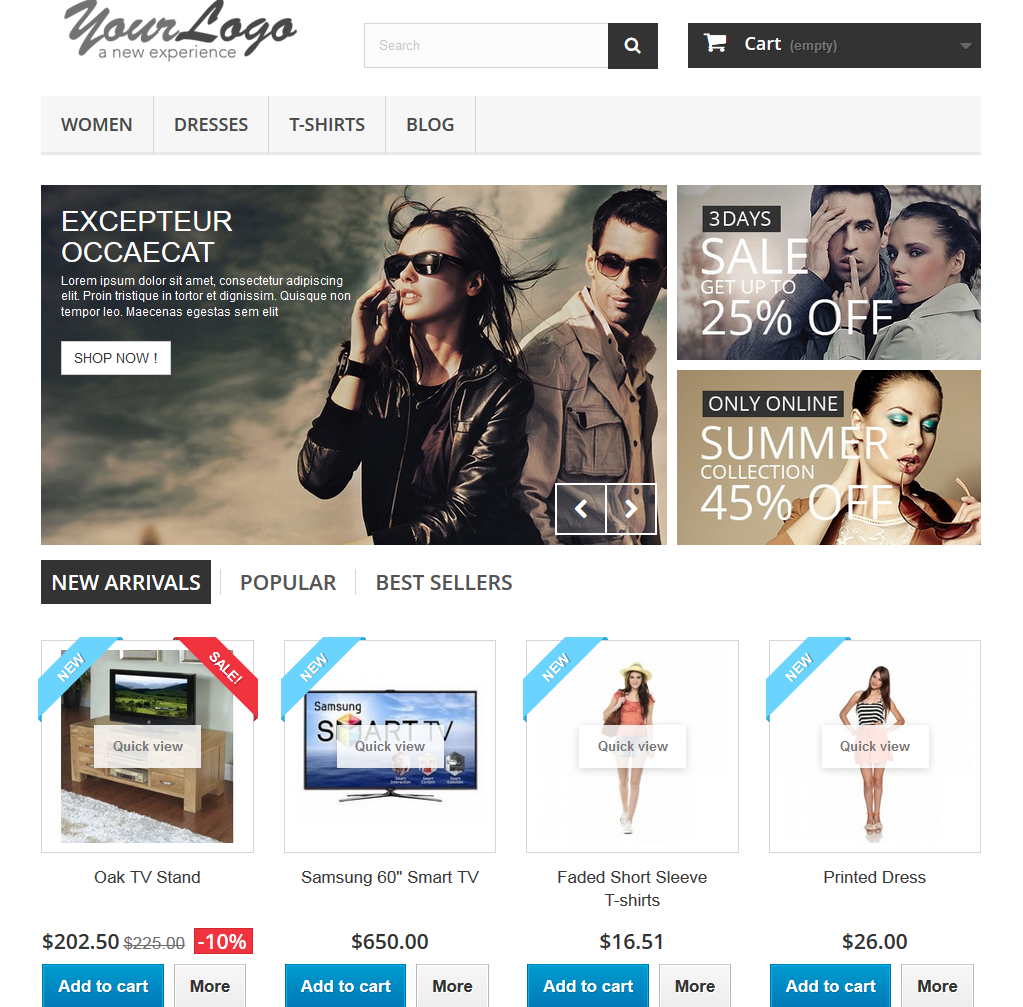 YourLogo
a new experience
Search
Cart (empty)
WOMEN DRESSES T-SHIRTS BLOG
EXCEPTEUR
OCCAECAT
Lorem ipsum dolor sit amet, consectetur adipiscing
elit. Proin tristique in tortor et dignissim. Quisque non
tempor leo. Maecenas egestas sem elit
SHOP NOW !
3 DAYS
SALE
GET UP TO
25% OFF
ONLY ONLINE
SUMMER
COLLECTION
45% OFF
NEW ARRIVALS POPULAR BEST SELLERS
NEW SALE! NEW NEW NEW
Samsung
SMART TV
Quick view Quick view Quick view Quick view
Oak TV Stand Samsung 60" Smart TV Faded Short Sleeve Printed Dress
T-shirts
$202.50 $225.00 -10% $650.00 $16.51 $26.00
Add to cart More Add to cart More Add to cart More Add to cart More